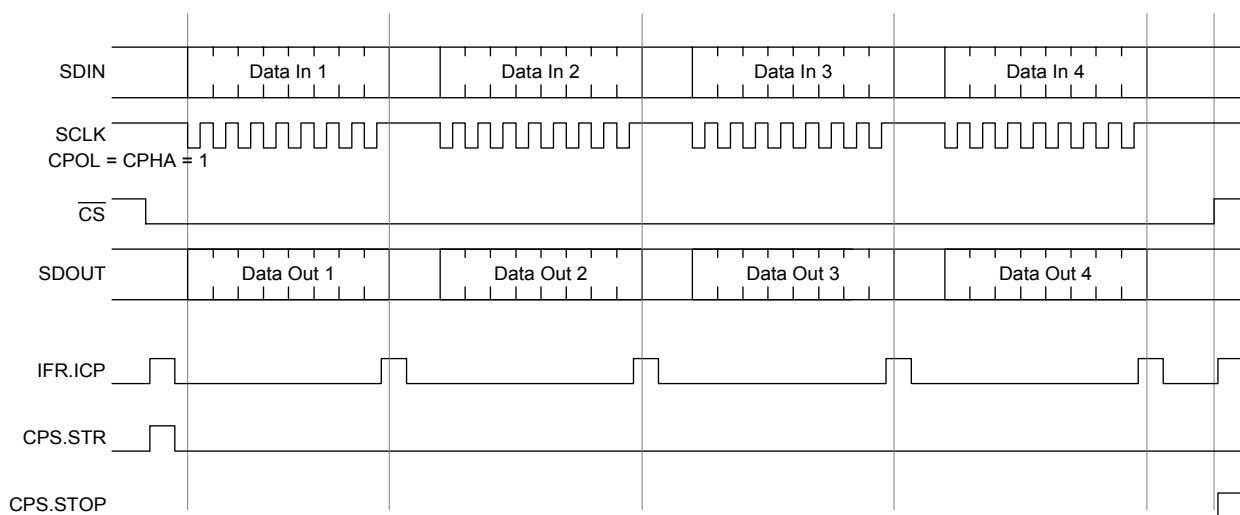 SDIN
Data In 1 Data In 2 Data In 3 Data In 4
SCLK
CPOL = CPHA = 1
CS
SDOUT
Data Out 1 Data Out 2 Data Out 3 Data Out 4
IFR.ICP
CPS.STR
CPS.STOP